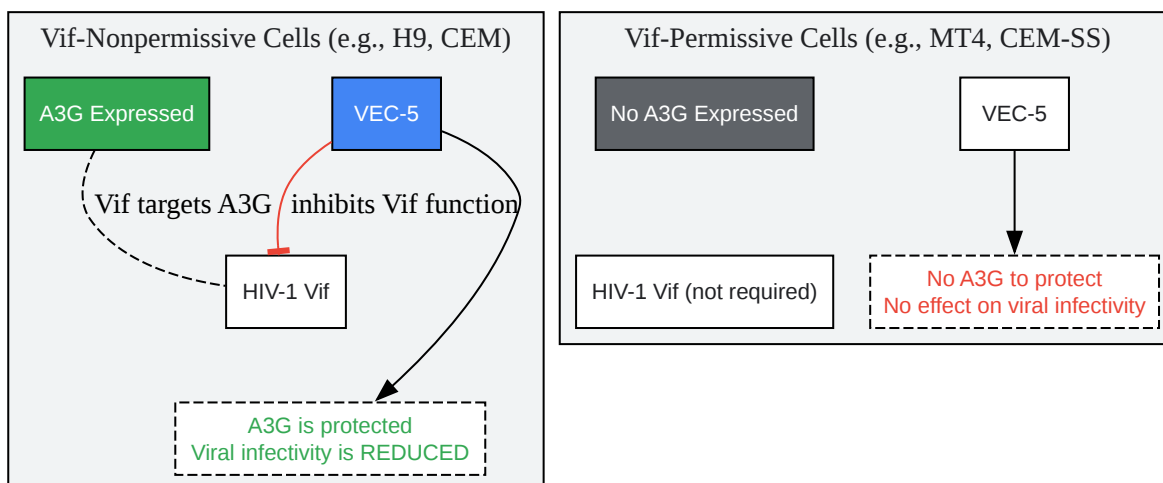 Vif-Nonpermissive Cells (e.g., H9, CEM)
A3G Expressed
VEC-5
Vif targets A3G
inhibits Vif function
HIV-1 Vif
A3G is protected
Viral infectivity is REDUCED
Vif-Permissive Cells (e.g., MT4, CEM-SS)
No A3G Expressed
VEC-5
HIV-1 Vif (not required)
No A3G to protect
No effect on viral infectivity